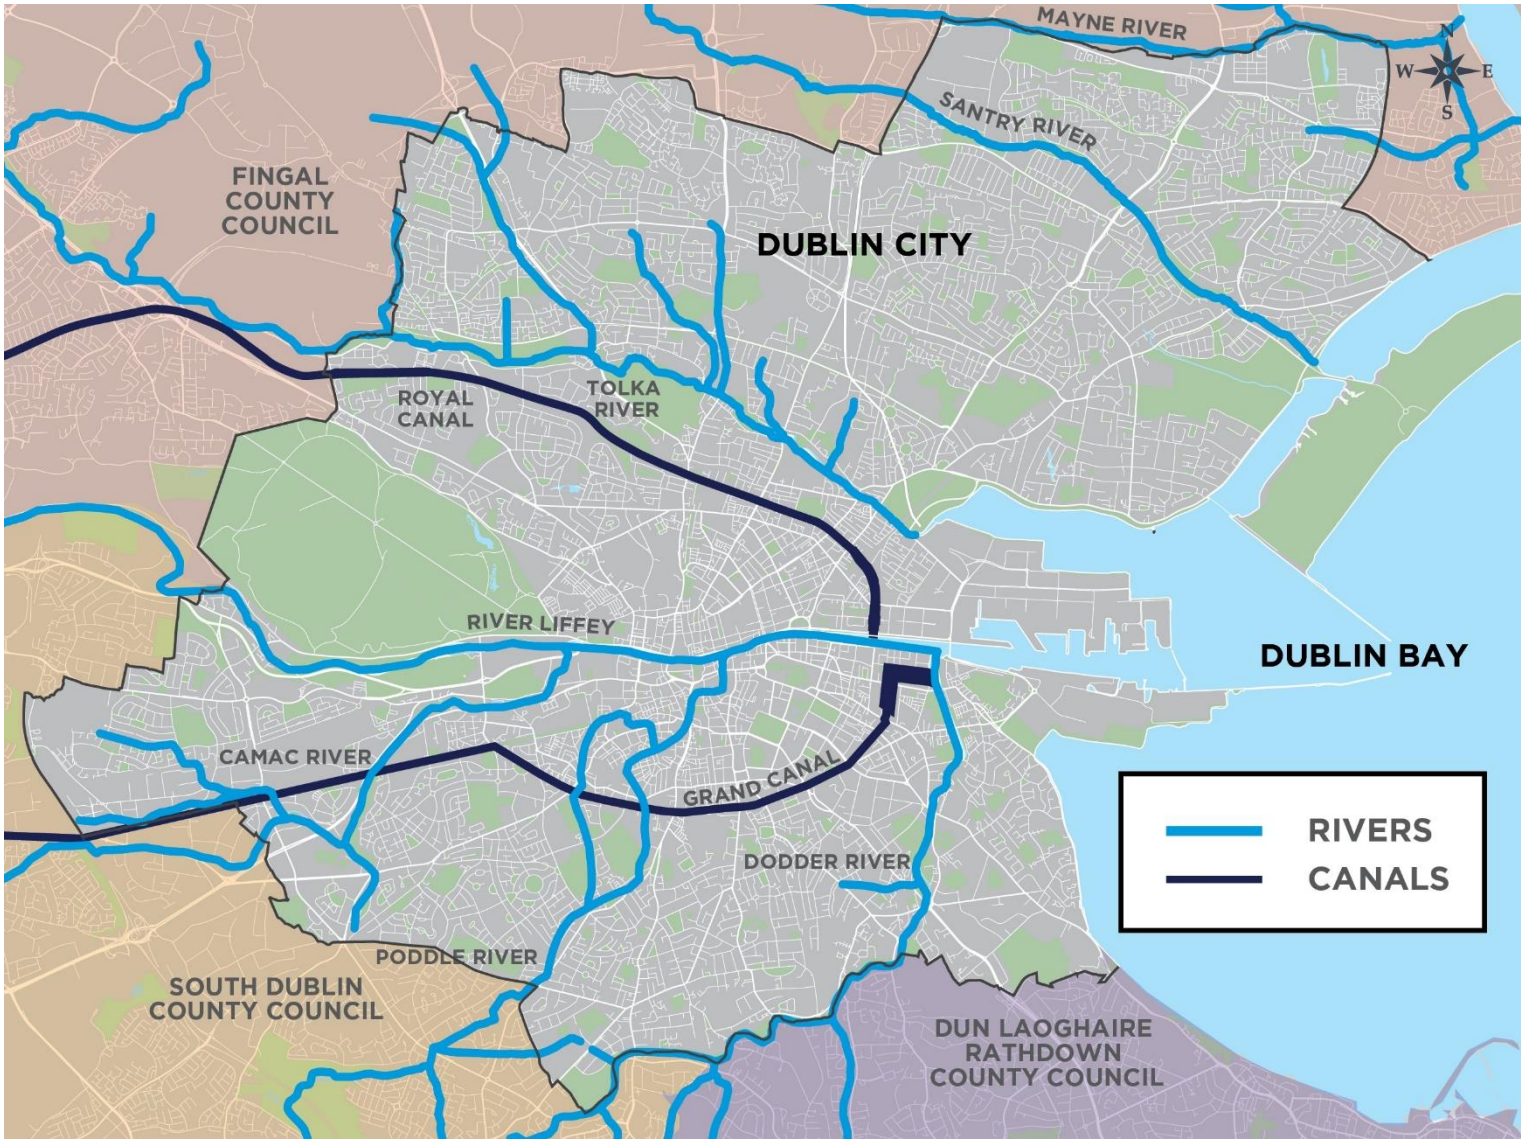 MAYNE RIVER
N
W
E
S
SANTRY RIVER
FINGAL
COUNTY
COUNCIL
DUBLIN CITY
ROYAL
CANAL
TOLKA
RIVER
RIVER LIFFEY
DUBLIN BAY
CAMAC RIVER
GRAND CANAL
DODDER RIVER
RIVERS
CANALS
PODDLE RIVER
SOUTH DUBLIN
COUNTY COUNCIL
DUN LAOGHAIRE
RATHDOWN
COUNTY COUNCIL